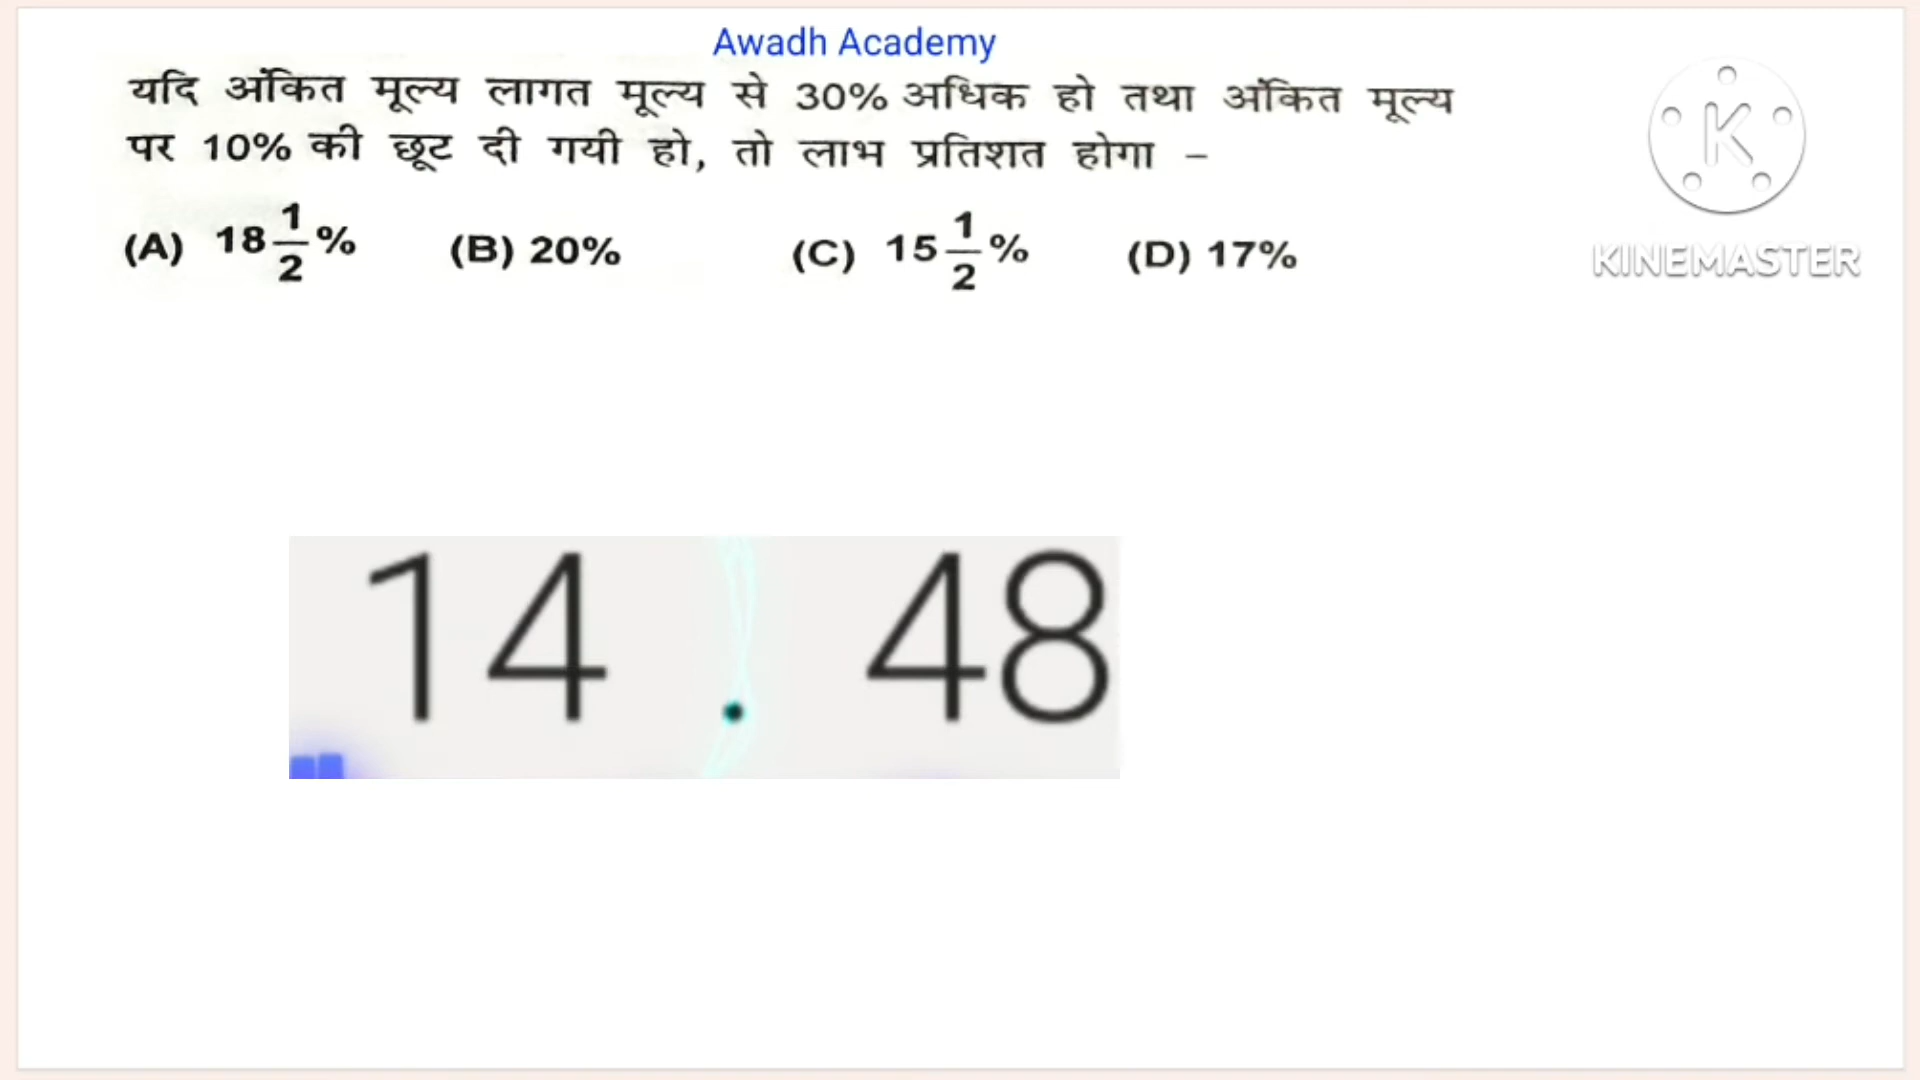 Awadh Academy
यदि अंकित मूल्य लागत मूल्य से 30% अधिक हो तथा अंकित मूल्य
पर 10% की छूट दी गयी हो, तो लाभ प्रतिशत होगा –
(A) 18 1/2 % (B) 20% (C) 15 1/2 % (D) 17%
K
KINEMASTER
14 . 48